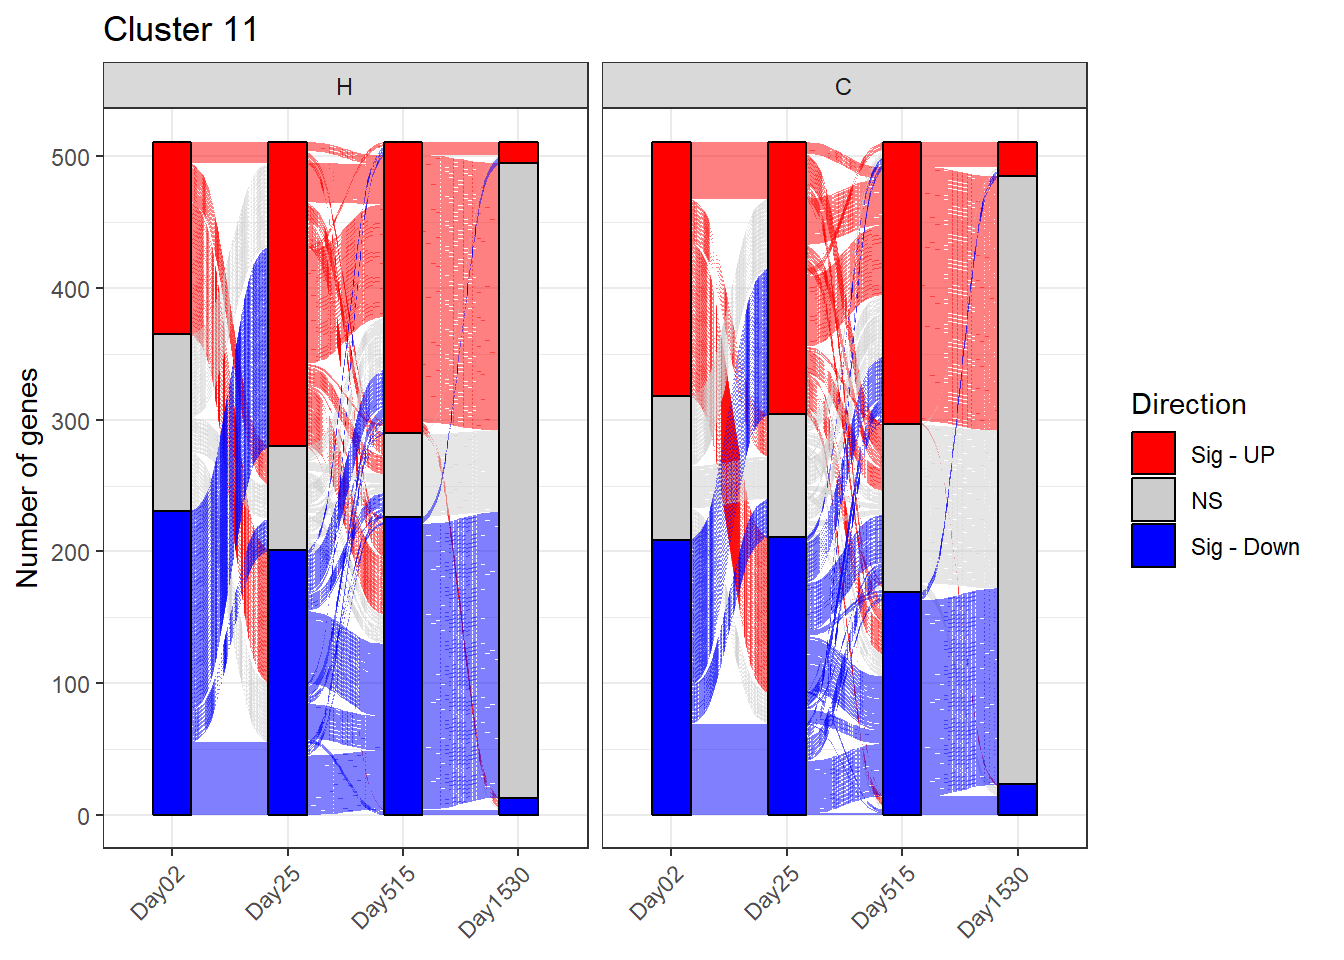 Cluster 11
H
C
Number of genes
500
400
300
200
100
0
Day02
Day25
Day515
Day1530
Day02
Day25
Day515
Day1530
Direction
Sig - UP
NS
Sig - Down